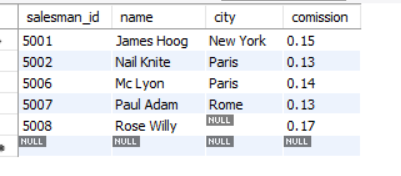 salesman_id name city comission
5001 James Hoog New York 0.15
5002 Nail Knite Paris 0.13
5006 Mc Lyon Paris 0.14
5007 Paul Adam Rome 0.13
5008 Rose Willy NULL 0.17
NULL NULL NULL NULL